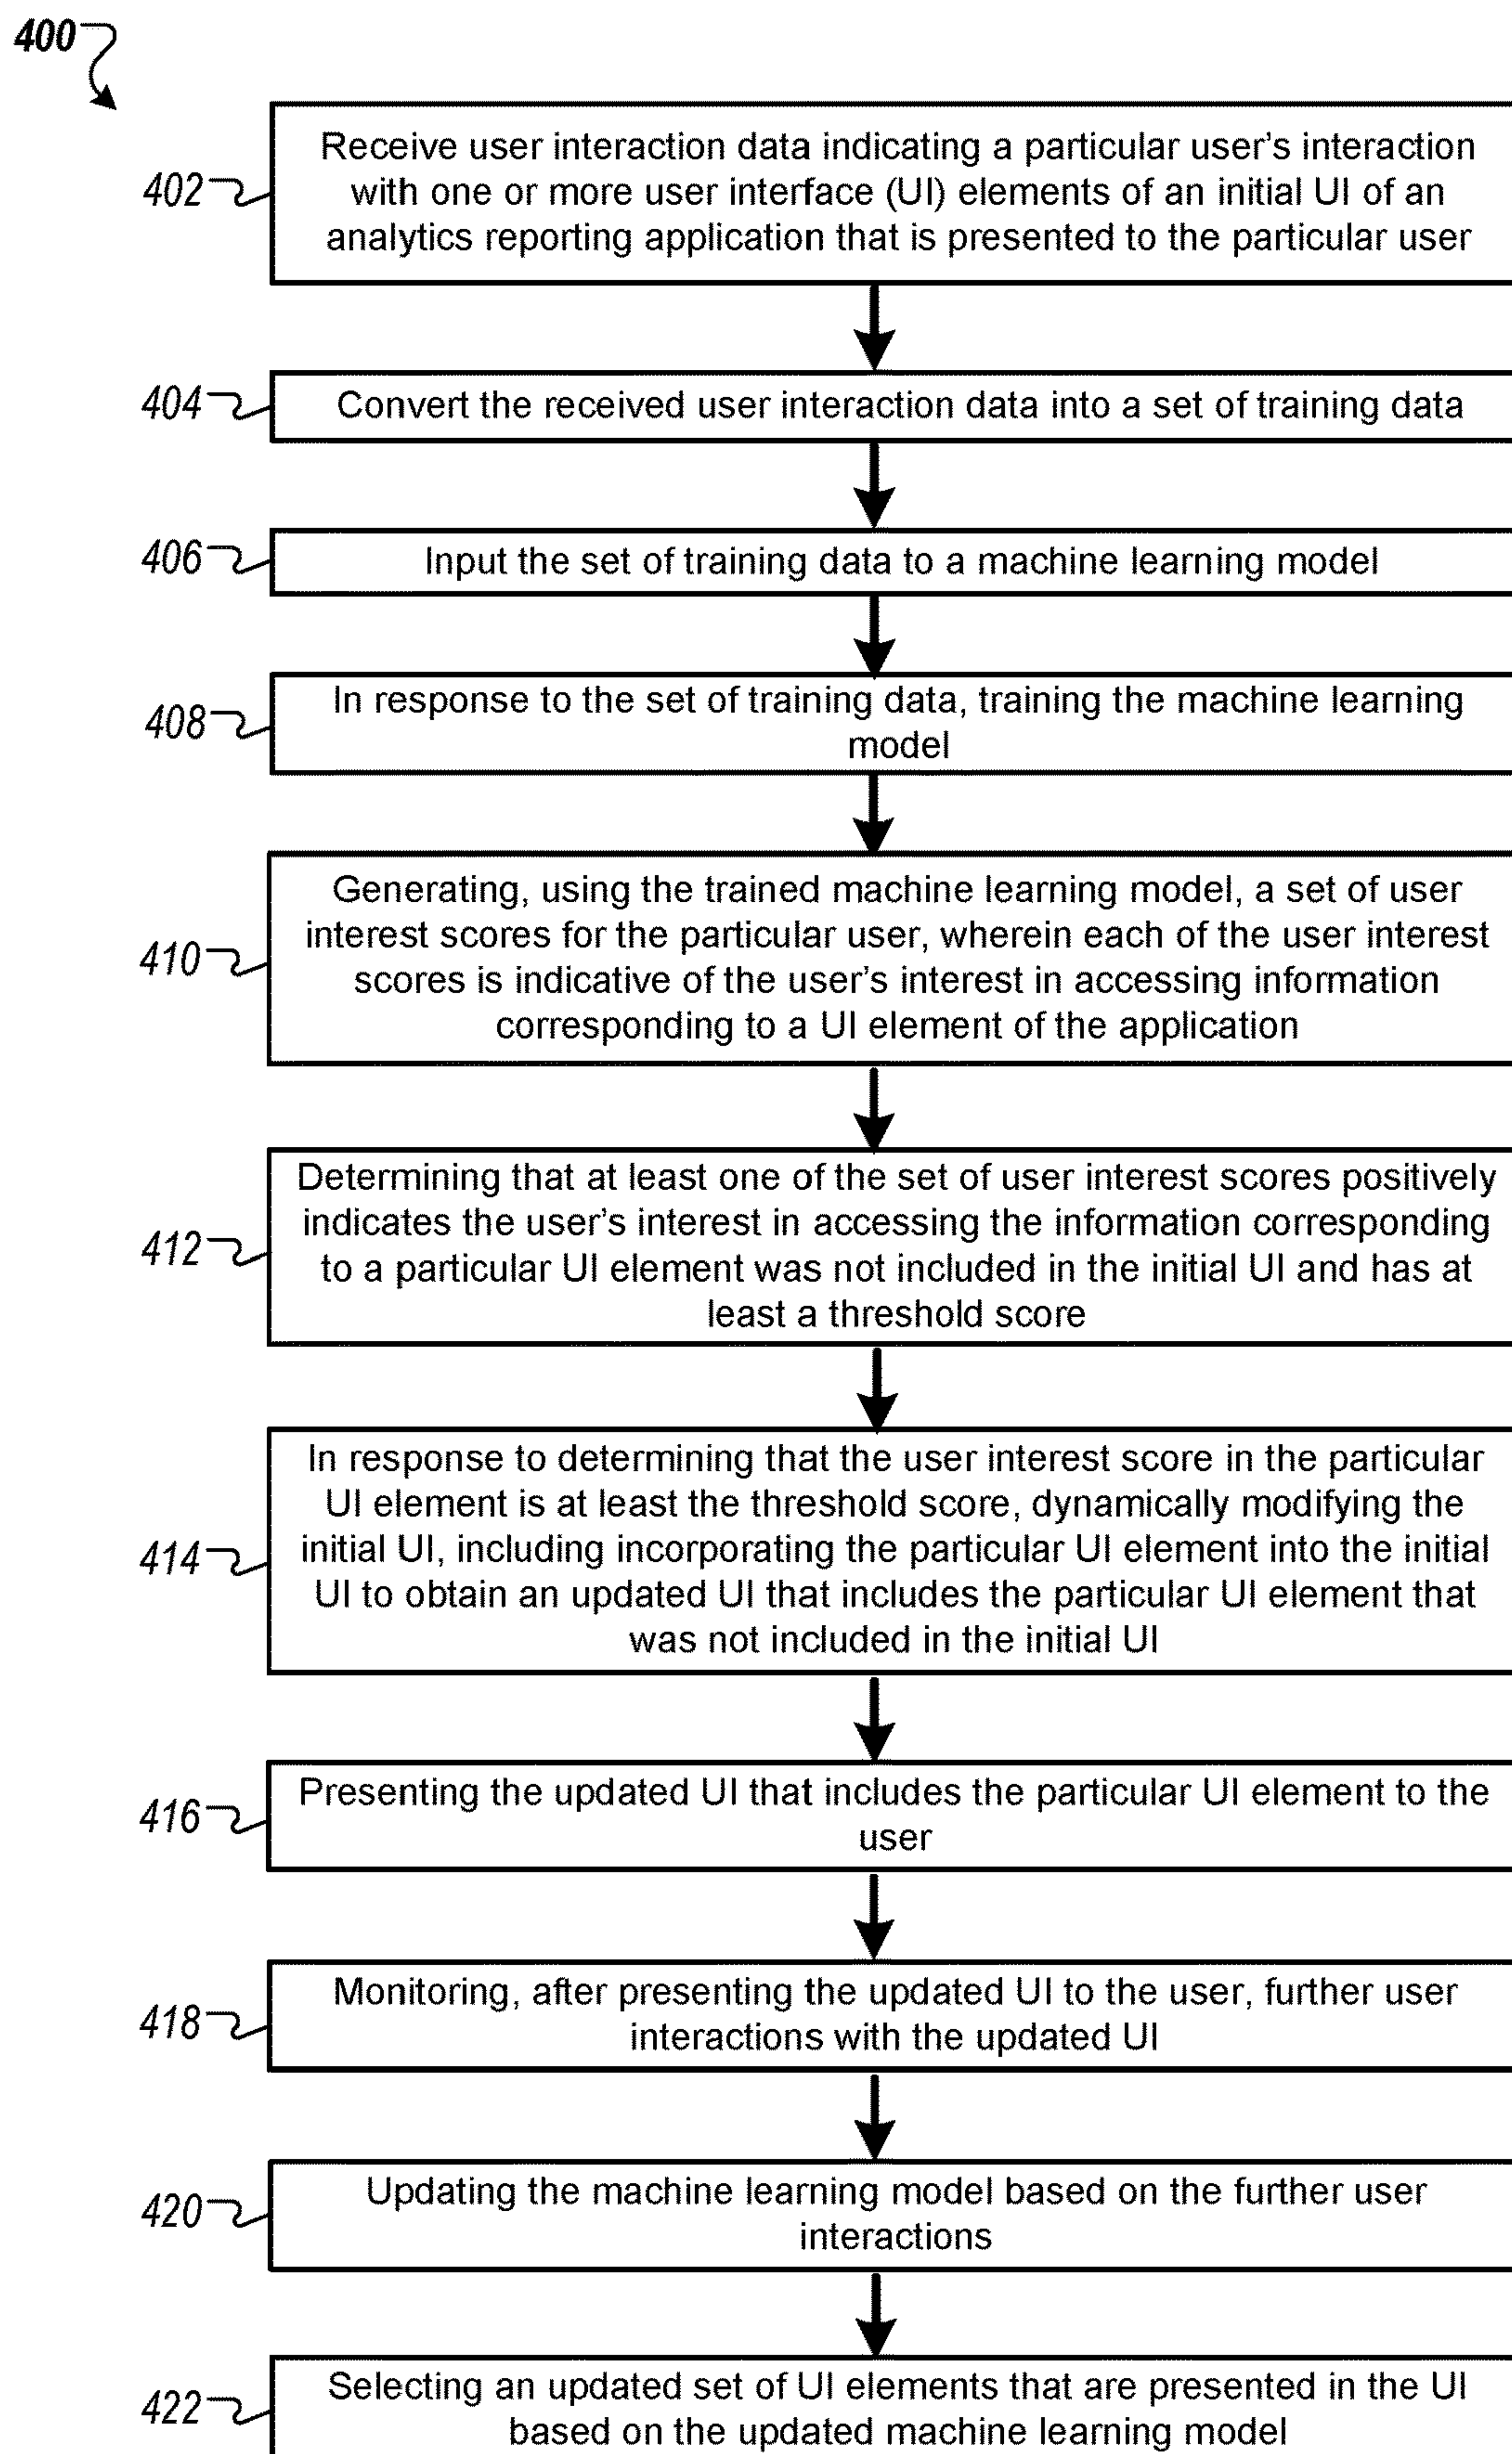 400
402
Receive user interaction data indicating a particular user's interaction
with one or more user interface (UI) elements of an initial UI of an
analytics reporting application that is presented to the particular user
404
Convert the received user interaction data into a set of training data
406
Input the set of training data to a machine learning model
408
In response to the set of training data, training the machine learning
model
410
Generating, using the trained machine learning model, a set of user
interest scores for the particular user, wherein each of the user interest
scores is indicative of the user's interest in accessing information
corresponding to a UI element of the application
412
Determining that at least one of the set of user interest scores positively
indicates the user's interest in accessing the information corresponding
to a particular UI element was not included in the initial UI and has at
least a threshold score
414
In response to determining that the user interest score in the particular
UI element is at least the threshold score, dynamically modifying the
initial UI, including incorporating the particular UI element into the initial
UI to obtain an updated UI that includes the particular UI element that
was not included in the initial UI
416
Presenting the updated UI that includes the particular UI element to the
user
418
Monitoring, after presenting the updated UI to the user, further user
interactions with the updated UI
420
Updating the machine learning model based on the further user
interactions
422
Selecting an updated set of UI elements that are presented in the UI
based on the updated machine learning model